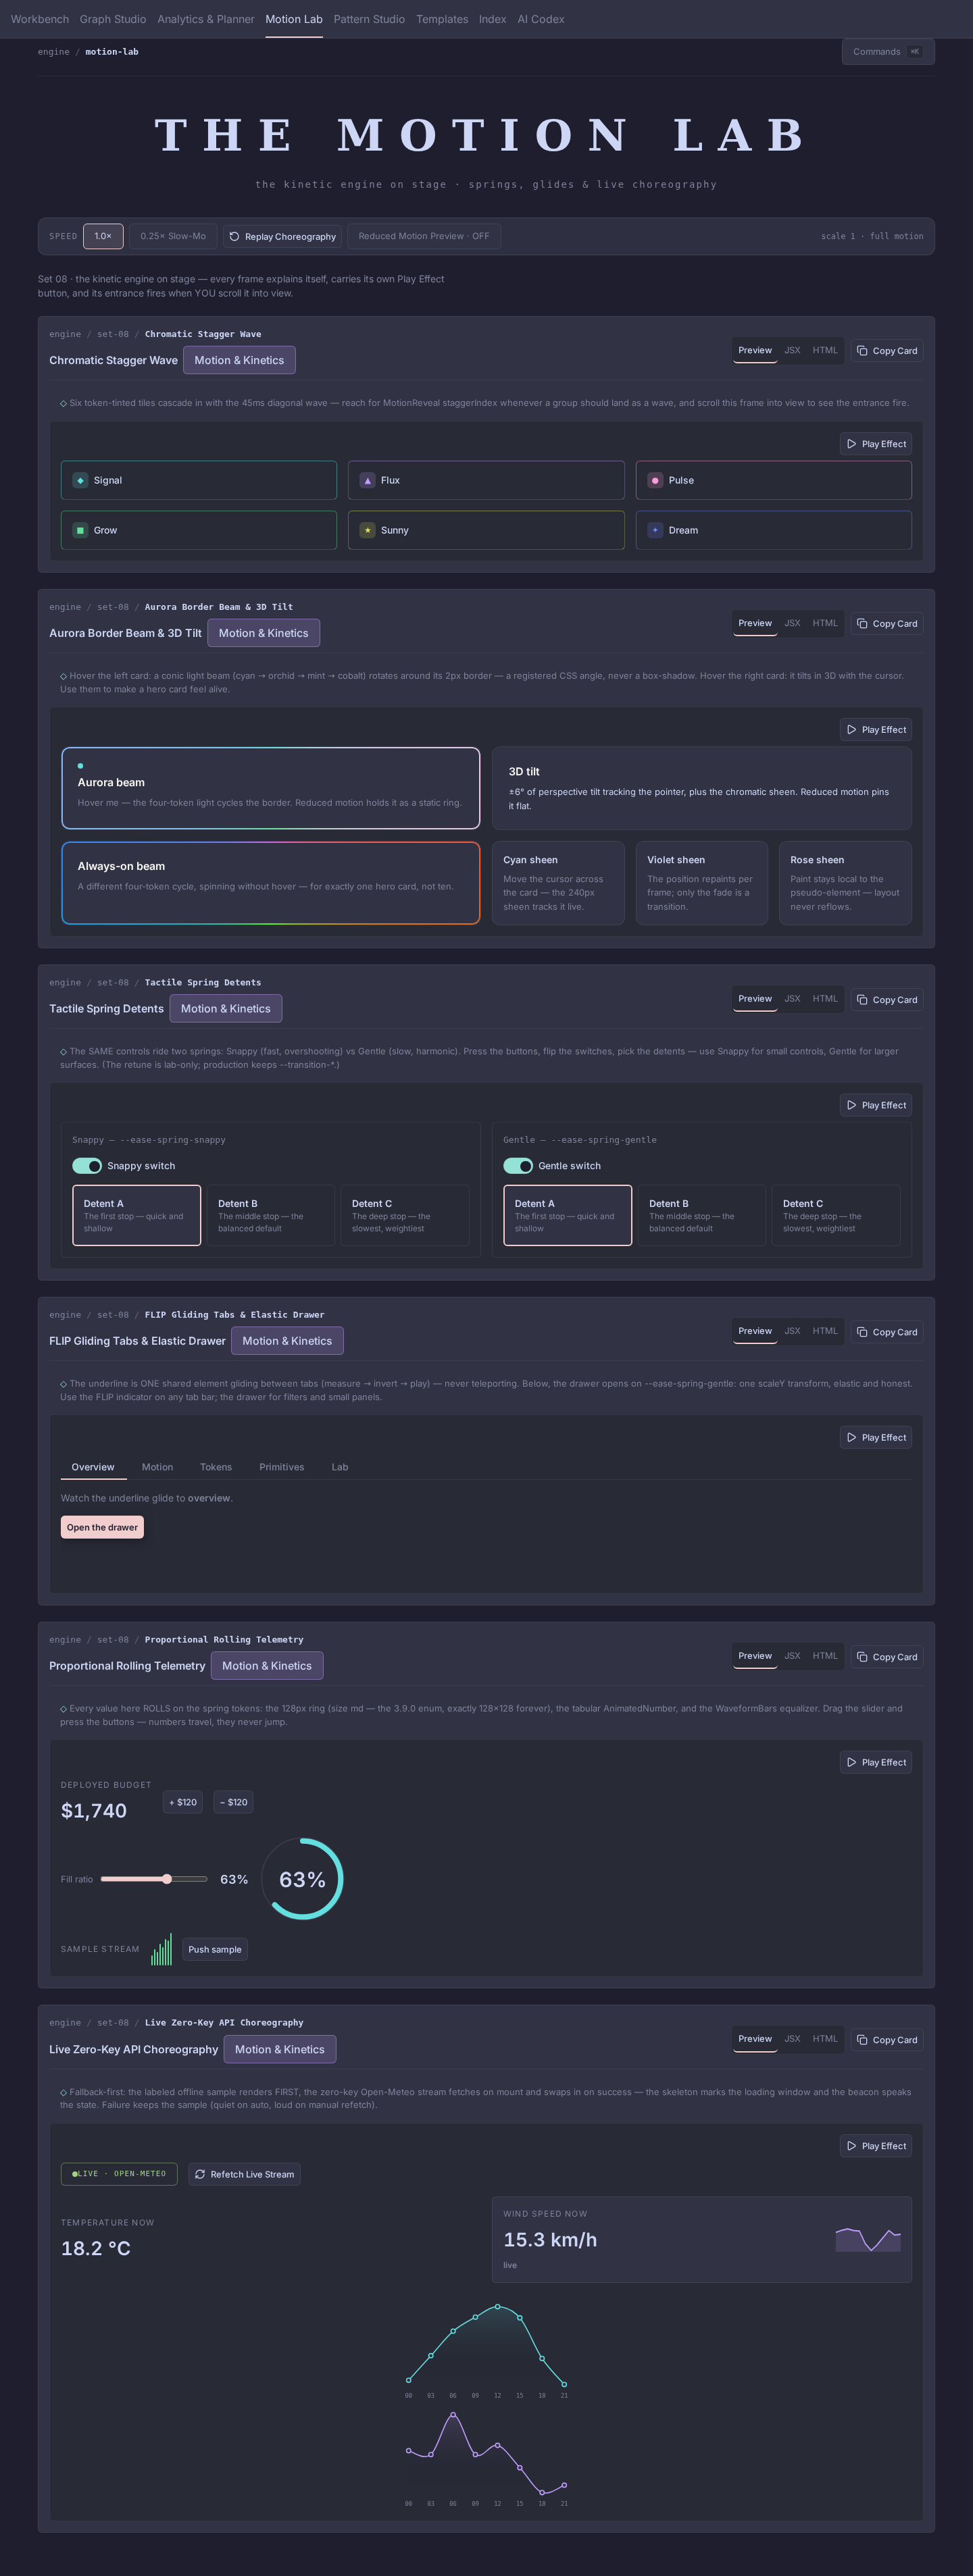 Workbench Graph Studio Analytics & Planner Motion Lab Pattern Studio Templates Index AI Codex
engine / motion-lab
Commands ⌘K
THE MOTION LAB
the kinetic engine on stage · springs, glides & live choreography
SPEED 1.0× 0.25× Slow-Mo Replay Choreography Reduced Motion Preview · OFF scale 1 · full motion
Set 08 · the kinetic engine on stage — every frame explains itself, carries its own Play Effect
button, and its entrance fires when YOU scroll it into view.
engine / set-08 / Chromatic Stagger Wave
Chromatic Stagger Wave Motion & Kinetics
Preview JSX HTML Copy Card
◇ Six token-tinted tiles cascade in with the 45ms diagonal wave — reach for MotionReveal staggerIndex whenever a group should land as a wave, and scroll this frame into view to see the entrance fire.
Play Effect
◆ Signal ▲ Flux ● Pulse
■ Grow ★ Sunny ✦ Dream
engine / set-08 / Aurora Border Beam & 3D Tilt
Aurora Border Beam & 3D Tilt Motion & Kinetics
Preview JSX HTML Copy Card
◇ Hover the left card: a conic light beam (cyan → orchid → mint → cobalt) rotates around its 2px border — a registered CSS angle, never a box-shadow. Hover the right card: it tilts in 3D with the cursor.
Use them to make a hero card feel alive.
Play Effect
Aurora beam
Hover me — the four-token light cycles the border. Reduced motion holds it as a static ring.
3D tilt
±6° of perspective tilt tracking the pointer, plus the chromatic sheen. Reduced motion pins
it flat.
Always-on beam
A different four-token cycle, spinning without hover — for exactly one hero card, not ten.
Cyan sheen
Move the cursor across
the card — the 240px
sheen tracks it live.
Violet sheen
The position repaints per
frame; only the fade is a
transition.
Rose sheen
Paint stays local to the
pseudo-element — layout
never reflows.
engine / set-08 / Tactile Spring Detents
Tactile Spring Detents Motion & Kinetics
Preview JSX HTML Copy Card
◇ The SAME controls ride two springs: Snappy (fast, overshooting) vs Gentle (slow, harmonic). Press the buttons, flip the switches, pick the detents — use Snappy for small controls, Gentle for larger
surfaces. (The retune is lab-only; production keeps --transition-*.)
Play Effect
Snappy — --ease-spring-snappy
Snappy switch
Detent A
The first stop — quick and
shallow
Detent B
The middle stop — the
balanced default
Detent C
The deep stop — the
slowest, weightiest
Gentle — --ease-spring-gentle
Gentle switch
Detent A
The first stop — quick and
shallow
Detent B
The middle stop — the
balanced default
Detent C
The deep stop — the
slowest, weightiest
engine / set-08 / FLIP Gliding Tabs & Elastic Drawer
FLIP Gliding Tabs & Elastic Drawer Motion & Kinetics
Preview JSX HTML Copy Card
◇ The underline is ONE shared element gliding between tabs (measure → invert → play) — never teleporting. Below, the drawer opens on --ease-spring-gentle: one scaleY transform, elastic and honest.
Use the FLIP indicator on any tab bar; the drawer for filters and small panels.
Play Effect
Overview Motion Tokens Primitives Lab
Watch the underline glide to overview.
Open the drawer
engine / set-08 / Proportional Rolling Telemetry
Proportional Rolling Telemetry Motion & Kinetics
Preview JSX HTML Copy Card
◇ Every value here ROLLS on the spring tokens: the 128px ring (size md — the 3.9.0 enum, exactly 128×128 forever), the tabular AnimatedNumber, and the WaveformBars equalizer. Drag the slider and
press the buttons — numbers travel, they never jump.
Play Effect
DEPLOYED BUDGET
$1,740
+ $120 − $120
Fill ratio 63% 63%
SAMPLE STREAM Push sample
engine / set-08 / Live Zero-Key API Choreography
Live Zero-Key API Choreography Motion & Kinetics
Preview JSX HTML Copy Card
◇ Fallback-first: the labeled offline sample renders FIRST, the zero-key Open-Meteo stream fetches on mount and swaps in on success — the skeleton marks the loading window and the beacon speaks
the state. Failure keeps the sample (quiet on auto, loud on manual refetch).
Play Effect
LIVE · OPEN-METEO Refetch Live Stream
TEMPERATURE NOW
18.2 °C
WIND SPEED NOW
15.3 km/h
live
00 03 06 09 12 15 18 21
00 03 06 09 12 15 18 21